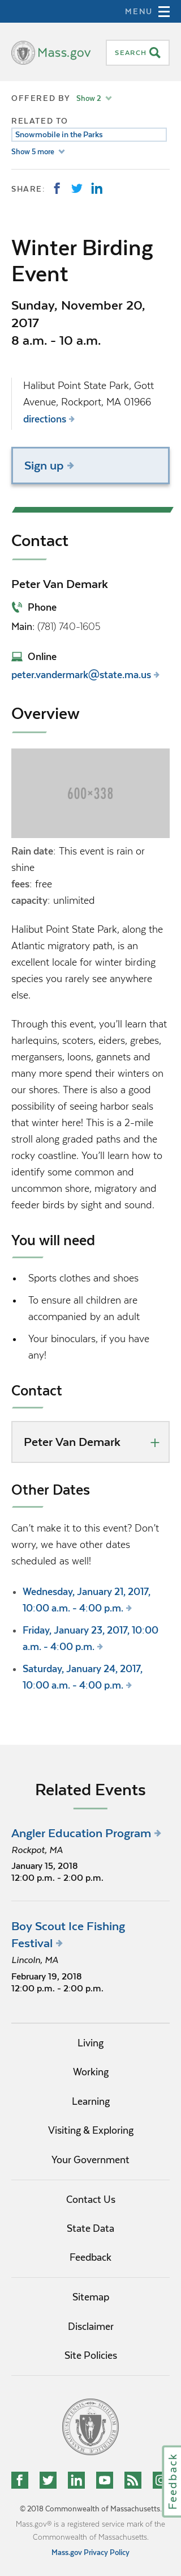 MENU
Mass.gov
SEARCH
OFFERED BY Show 2
RELATED TO
Snowmobile in the Parks
Show 5 more
SHARE:
Winter Birding
Event
Sunday, November 20,
2017
8 a.m. - 10 a.m.
Halibut Point State Park, Gott
Avenue, Rockport, MA 01966
directions
Sign up
Contact
Peter Van Demark
Phone
Main: (781) 740-1605
Online
peter.vandermark@state.ma.us
Overview
600×338
Rain date: This event is rain or
shine
fees: free
capacity: unlimited
Halibut Point State Park, along the
Atlantic migratory path, is an
excellent locale for winter birding
species you rarely see anywhere
else.
Through this event, you'll learn that
harlequins, scoters, eiders, grebes,
mergansers, loons, gannets and
many more spend their winters on
our shores. There is also a good
possibility of seeing harbor seals
that winter here! This is a 2-mile
stroll along graded paths and the
rocky coastline. You'll learn how to
identify some common and
uncommon shore, migratory and
feeder birds by sight and sound.
You will need
• Sports clothes and shoes
• To ensure all children are
accompanied by an adult
• Your binoculars, if you have
any!
Contact
Peter Van Demark +
Other Dates
Can't make it to this event? Don't
worry, we have other dates
scheduled as well!
• Wednesday, January 21, 2017,
10:00 a.m. - 4:00 p.m.
• Friday, January 23, 2017, 10:00
a.m. - 4:00 p.m.
• Saturday, January 24, 2017,
10:00 a.m. - 4:00 p.m.
Related Events
Angler Education Program
Rockpot, MA
January 15, 2018
12:00 p.m. - 2:00 p.m.
Boy Scout Ice Fishing
Festival
Lincoln, MA
February 19, 2018
12:00 p.m. - 2:00 p.m.
Living
Working
Learning
Visiting & Exploring
Your Government
Contact Us
State Data
Feedback
Sitemap
Disclaimer
Site Policies
Feedback
© 2018 Commonwealth of Massachusetts.
Mass.gov® is a registered service mark of the
Commonwealth of Massachusetts.
Mass.gov Privacy Policy